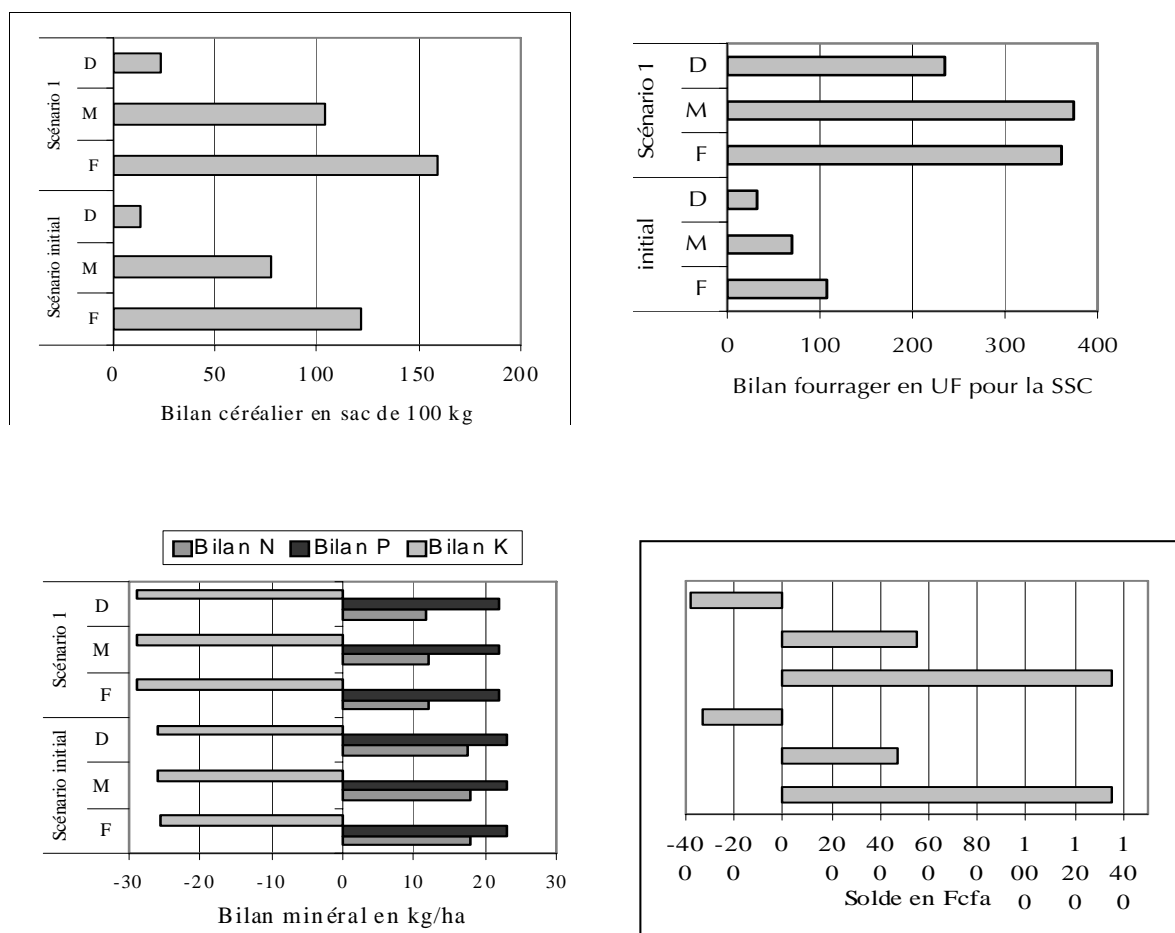 Scénario 1
D
M
F
Scénario initial
D
M
F
0 50 100 150 200
Bilan céréalier en sac de 100 kg
Scénario 1
D
M
F
initial
D
M
F
0 100 200 300 400
Bilan fourrager en UF pour la SSC
Bilan N Bilan P Bilan K
Scénario 1
D
M
F
Scénario initial
D
M
F
-30 -20 -10 0 10 20 30
Bilan minéral en kg/ha
-40 -20 0 20 40 60 80 1 1 1
0 0 0 0 0 0 00 20 40
Solde en Fcfa 0 0 0